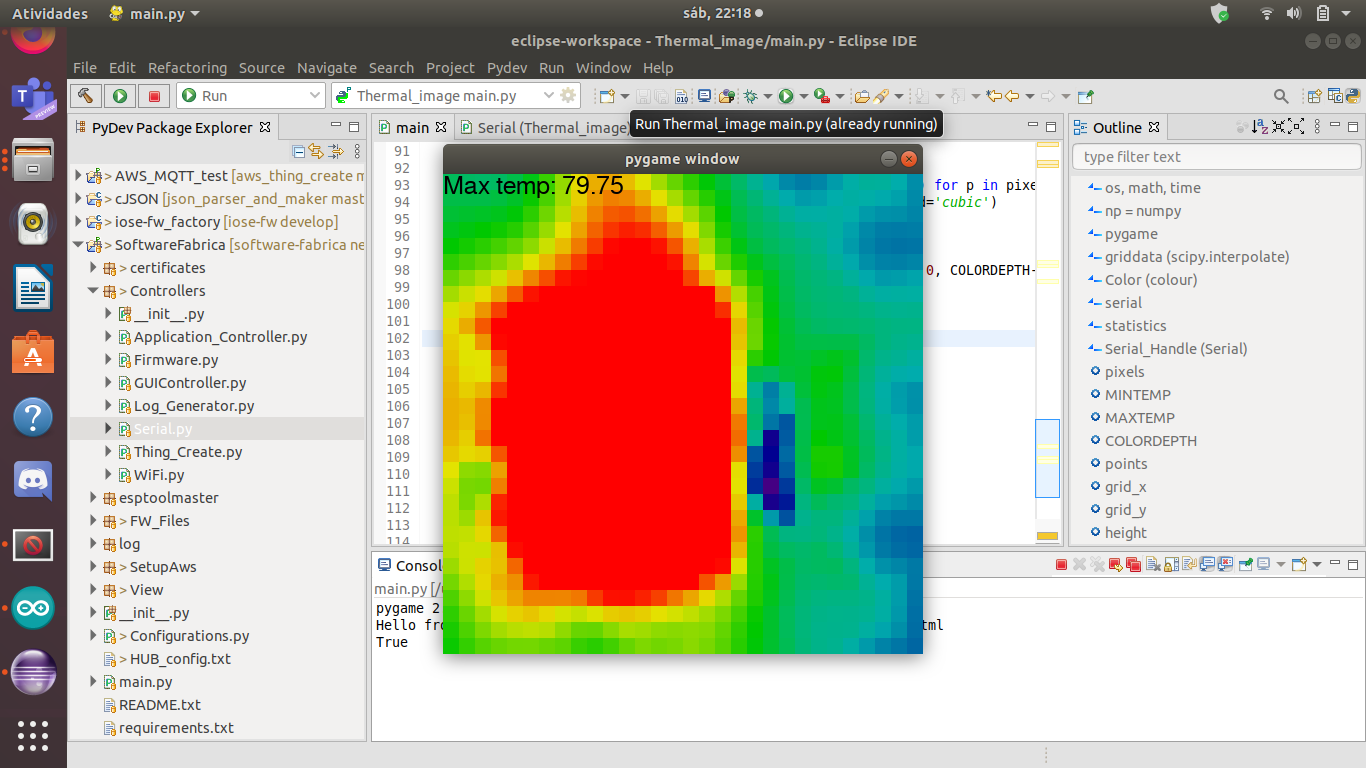 Atividades
main.py
sáb, 22:18
eclipse-workspace - Thermal_image/main.py - Eclipse IDE
File Edit Refactoring Source Navigate Search Project Pydev Run Window Help
Run
Thermal_image main.py
Run Thermal_image main.py (already running)
PyDev Package Explorer
> AWS_MQTT_test [aws_thing_create m
> cJSON [json_parser_and_maker mast
> iose-fw_factory [iose-fw develop]
> SoftwareFabrica [software-fabrica ne
> certificates
> Controllers
__init__.py
Application_Controller.py
Firmware.py
GUIController.py
Log_Generator.py
Serial.py
Thing_Create.py
WiFi.py
esptoolmaster
> FW_Files
log
> SetupAws
> View
__init__.py
> Configurations.py
> HUB_config.txt
main.py
README.txt
requirements.txt
main
Serial (Thermal_image)
91
92
93 for p in pixe
94 d='cubic')
95
96
97
98 0, COLORDEPTH-
99
100
101
102
103
104
105
106
107
108
109
110
111
112
113
114
pygame window
Max temp: 79.75
Outline
type filter text
os, math, time
np = numpy
pygame
griddata (scipy.interpolate)
Color (colour)
serial
statistics
Serial_Handle (Serial)
pixels
MINTEMP
MAXTEMP
COLORDEPTH
points
grid_x
grid_y
height
Conso
main.py [/
pygame 2
Hello fro tml
True